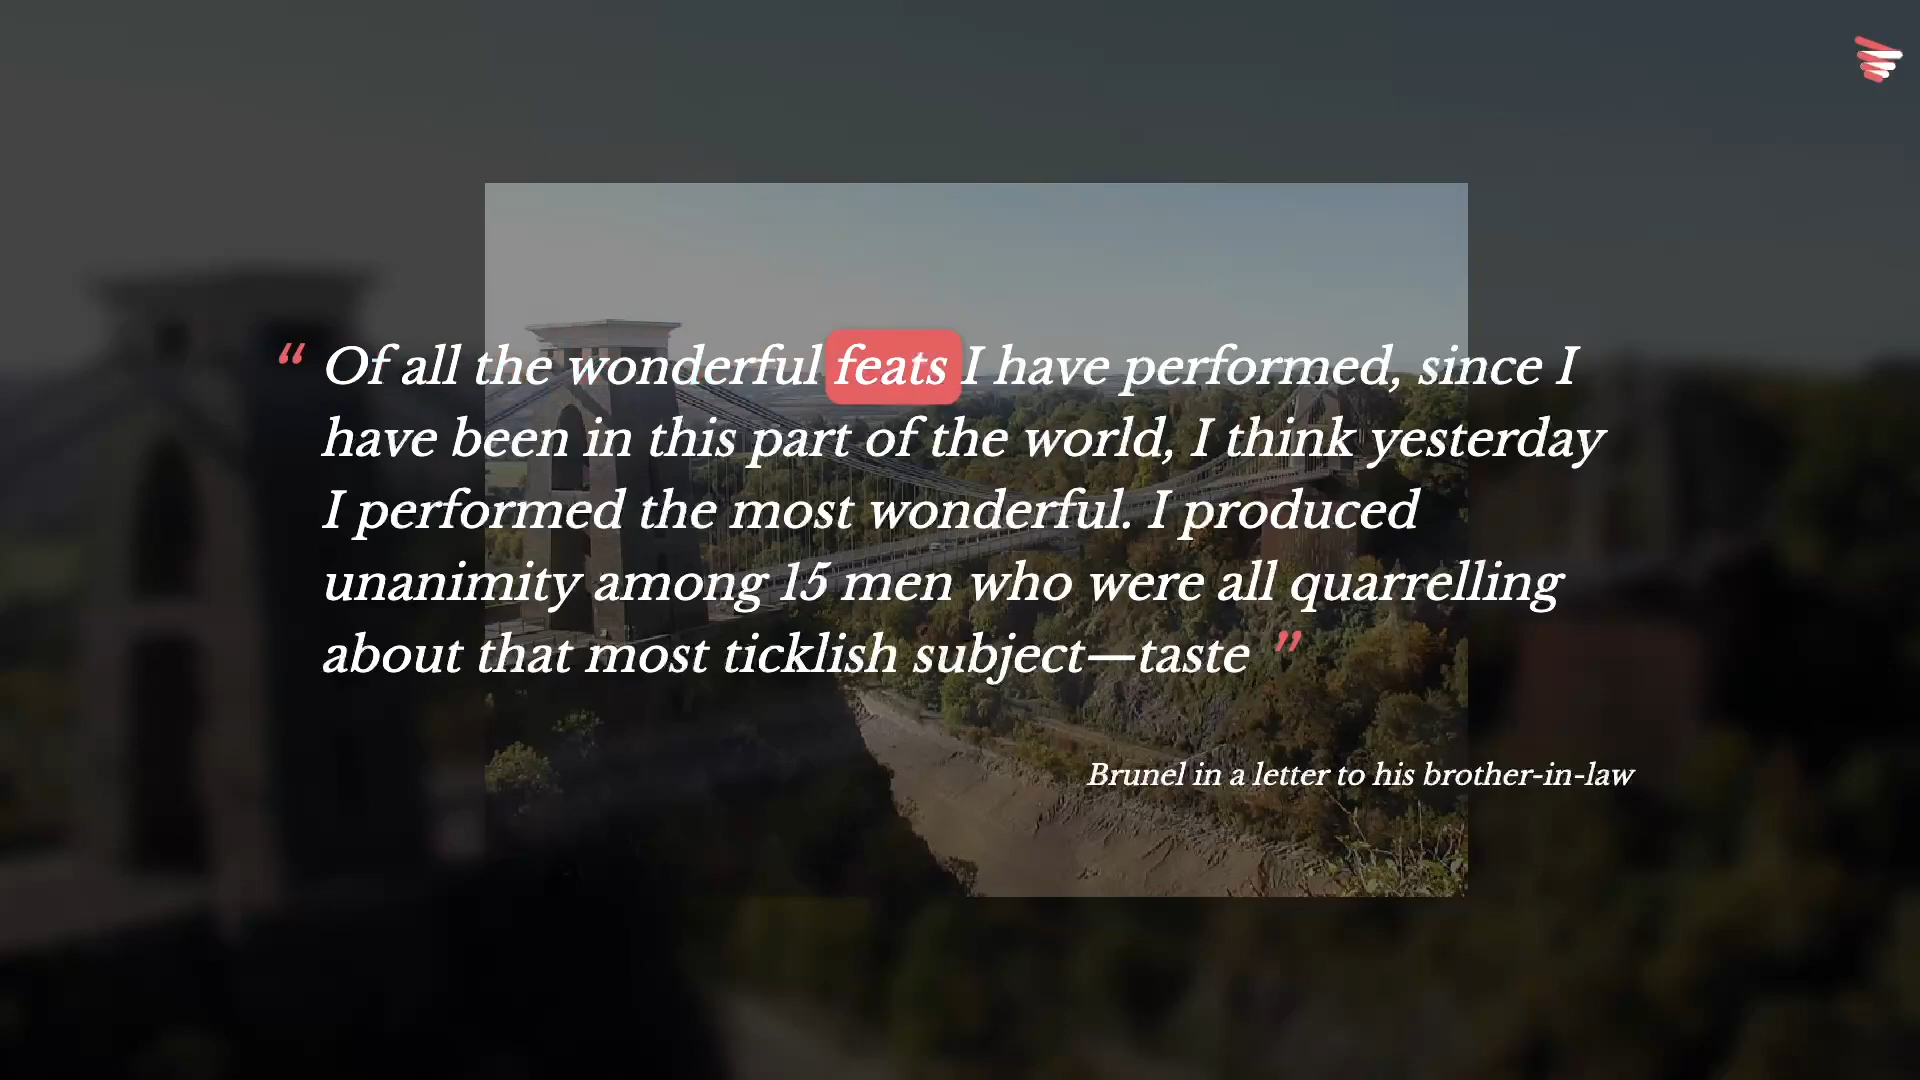 “ Of all the wonderful feats I have performed, since I
have been in this part of the world, I think yesterday
I performed the most wonderful. I produced
unanimity among 15 men who were all quarrelling
about that most ticklish subject—taste ”
Brunel in a letter to his brother-in-law